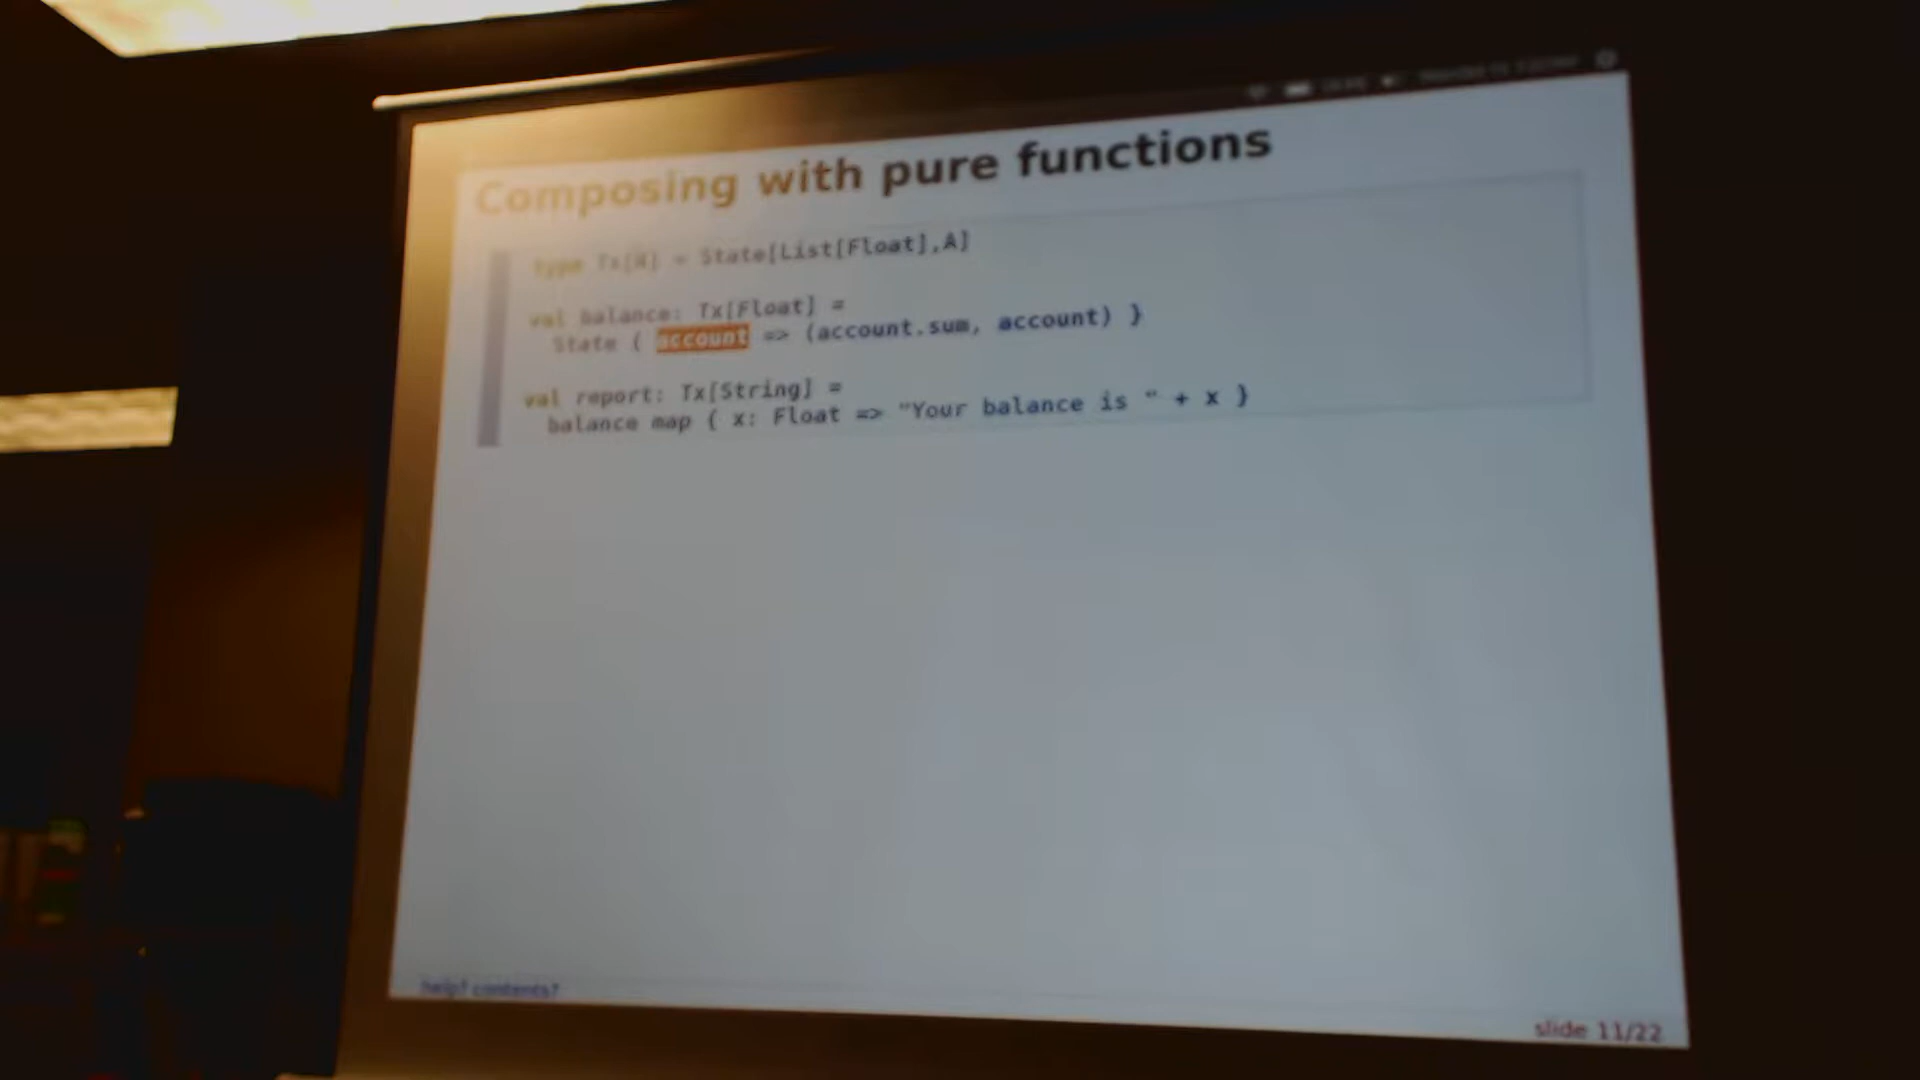 Composing with pure functions
type Tx[A] = State[List[Float],A]
val balance: Tx[Float] =
State { account => (account.sum, account) }
val report: Tx[String] =
balance map { x: Float => "Your balance is " + x }
help? contents?
slide 11/22